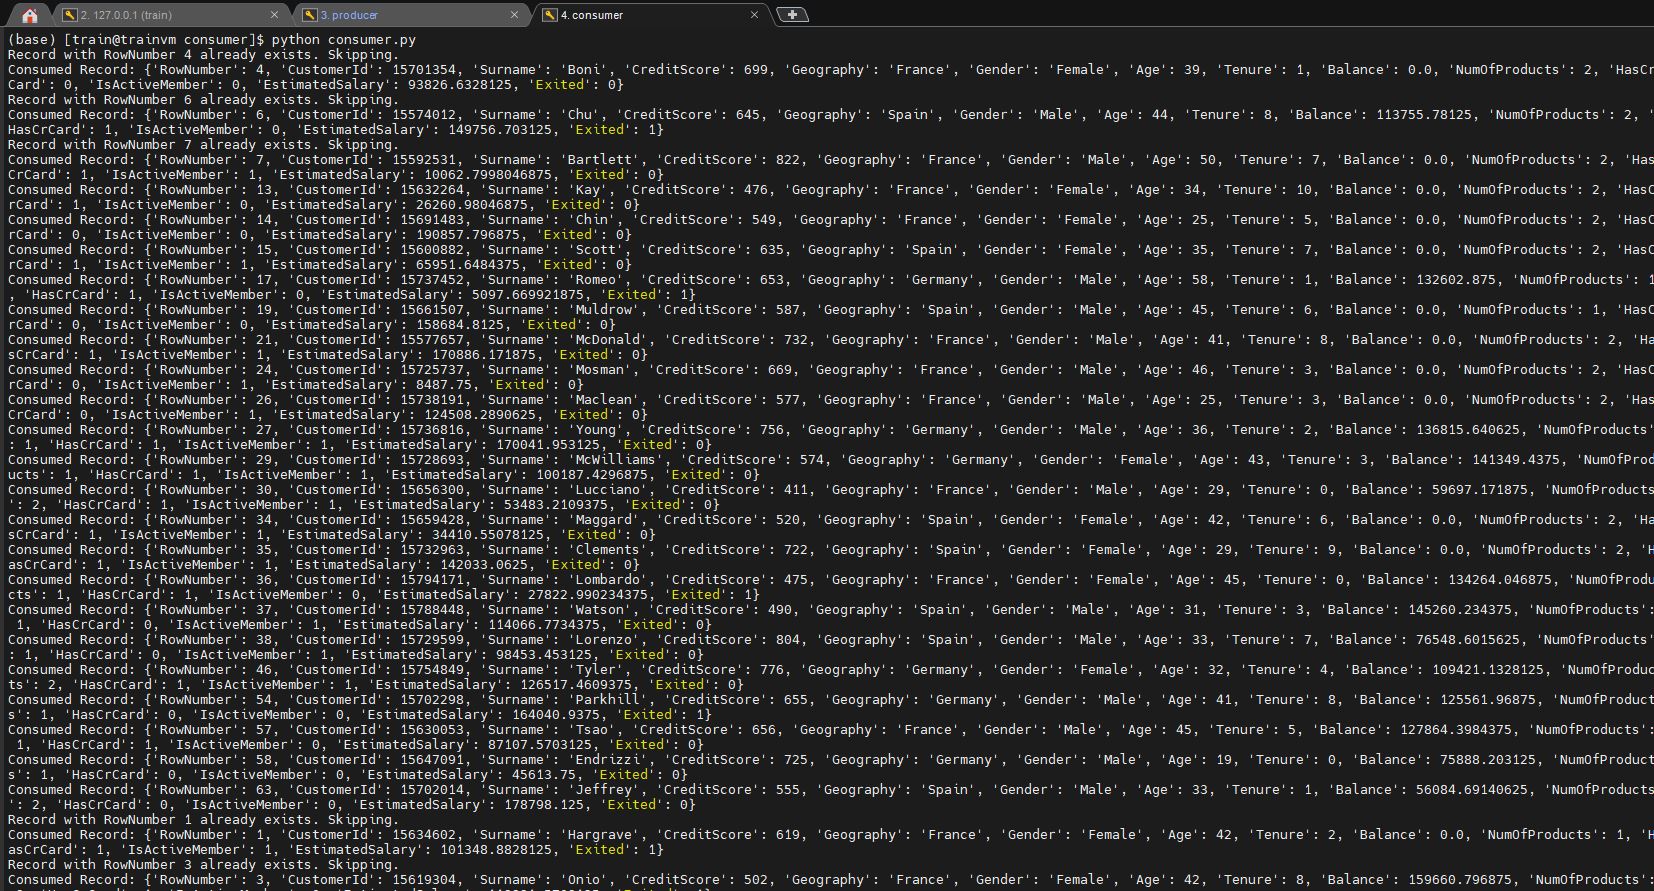 2. 127.0.0.1 (train)
3. producer
4. consumer
(base) [train@trainvm consumer]$ python consumer.py
Record with RowNumber 4 already exists. Skipping.
Consumed Record: {'RowNumber': 4, 'CustomerId': 15701354, 'Surname': 'Boni', 'CreditScore': 699, 'Geography': 'France', 'Gender': 'Female', 'Age': 39, 'Tenure': 1, 'Balance': 0.0, 'NumOfProducts': 2, 'HasCr
Card': 0, 'IsActiveMember': 0, 'EstimatedSalary': 93826.6328125, 'Exited': 0}
Record with RowNumber 6 already exists. Skipping.
Consumed Record: {'RowNumber': 6, 'CustomerId': 15574012, 'Surname': 'Chu', 'CreditScore': 645, 'Geography': 'Spain', 'Gender': 'Male', 'Age': 44, 'Tenure': 8, 'Balance': 113755.78125, 'NumOfProducts': 2, '
HasCrCard': 1, 'IsActiveMember': 0, 'EstimatedSalary': 149756.703125, 'Exited': 1}
Record with RowNumber 7 already exists. Skipping.
Consumed Record: {'RowNumber': 7, 'CustomerId': 15592531, 'Surname': 'Bartlett', 'CreditScore': 822, 'Geography': 'France', 'Gender': 'Male', 'Age': 50, 'Tenure': 7, 'Balance': 0.0, 'NumOfProducts': 2, 'Has
CrCard': 1, 'IsActiveMember': 1, 'EstimatedSalary': 10062.7998046875, 'Exited': 0}
Consumed Record: {'RowNumber': 13, 'CustomerId': 15632264, 'Surname': 'Kay', 'CreditScore': 476, 'Geography': 'France', 'Gender': 'Female', 'Age': 34, 'Tenure': 10, 'Balance': 0.0, 'NumOfProducts': 2, 'HasC
rCard': 1, 'IsActiveMember': 0, 'EstimatedSalary': 26260.98046875, 'Exited': 0}
Consumed Record: {'RowNumber': 14, 'CustomerId': 15691483, 'Surname': 'Chin', 'CreditScore': 549, 'Geography': 'France', 'Gender': 'Female', 'Age': 25, 'Tenure': 5, 'Balance': 0.0, 'NumOfProducts': 2, 'HasC
rCard': 0, 'IsActiveMember': 0, 'EstimatedSalary': 190857.796875, 'Exited': 0}
Consumed Record: {'RowNumber': 15, 'CustomerId': 15600882, 'Surname': 'Scott', 'CreditScore': 635, 'Geography': 'Spain', 'Gender': 'Female', 'Age': 35, 'Tenure': 7, 'Balance': 0.0, 'NumOfProducts': 2, 'HasC
rCard': 1, 'IsActiveMember': 1, 'EstimatedSalary': 65951.6484375, 'Exited': 0}
Consumed Record: {'RowNumber': 17, 'CustomerId': 15737452, 'Surname': 'Romeo', 'CreditScore': 653, 'Geography': 'Germany', 'Gender': 'Male', 'Age': 58, 'Tenure': 1, 'Balance': 132602.875, 'NumOfProducts': 1
, 'HasCrCard': 1, 'IsActiveMember': 0, 'EstimatedSalary': 5097.669921875, 'Exited': 1}
Consumed Record: {'RowNumber': 19, 'CustomerId': 15661507, 'Surname': 'Muldrow', 'CreditScore': 587, 'Geography': 'Spain', 'Gender': 'Male', 'Age': 45, 'Tenure': 6, 'Balance': 0.0, 'NumOfProducts': 1, 'HasC
rCard': 0, 'IsActiveMember': 0, 'EstimatedSalary': 158684.8125, 'Exited': 0}
Consumed Record: {'RowNumber': 21, 'CustomerId': 15577657, 'Surname': 'McDonald', 'CreditScore': 732, 'Geography': 'France', 'Gender': 'Male', 'Age': 41, 'Tenure': 8, 'Balance': 0.0, 'NumOfProducts': 2, 'Ha
sCrCard': 1, 'IsActiveMember': 1, 'EstimatedSalary': 170886.171875, 'Exited': 0}
Consumed Record: {'RowNumber': 24, 'CustomerId': 15725737, 'Surname': 'Mosman', 'CreditScore': 669, 'Geography': 'France', 'Gender': 'Male', 'Age': 46, 'Tenure': 3, 'Balance': 0.0, 'NumOfProducts': 2, 'HasC
rCard': 0, 'IsActiveMember': 1, 'EstimatedSalary': 8487.75, 'Exited': 0}
Consumed Record: {'RowNumber': 26, 'CustomerId': 15738191, 'Surname': 'Maclean', 'CreditScore': 577, 'Geography': 'France', 'Gender': 'Male', 'Age': 25, 'Tenure': 3, 'Balance': 0.0, 'NumOfProducts': 2, 'Has
CrCard': 0, 'IsActiveMember': 1, 'EstimatedSalary': 124508.2890625, 'Exited': 0}
Consumed Record: {'RowNumber': 27, 'CustomerId': 15736816, 'Surname': 'Young', 'CreditScore': 756, 'Geography': 'Germany', 'Gender': 'Male', 'Age': 36, 'Tenure': 2, 'Balance': 136815.640625, 'NumOfProducts'
: 1, 'HasCrCard': 1, 'IsActiveMember': 1, 'EstimatedSalary': 170041.953125, 'Exited': 0}
Consumed Record: {'RowNumber': 29, 'CustomerId': 15728693, 'Surname': 'McWilliams', 'CreditScore': 574, 'Geography': 'Germany', 'Gender': 'Female', 'Age': 43, 'Tenure': 3, 'Balance': 141349.4375, 'NumOfProd
ucts': 1, 'HasCrCard': 1, 'IsActiveMember': 1, 'EstimatedSalary': 100187.4296875, 'Exited': 0}
Consumed Record: {'RowNumber': 30, 'CustomerId': 15656300, 'Surname': 'Lucciano', 'CreditScore': 411, 'Geography': 'France', 'Gender': 'Male', 'Age': 29, 'Tenure': 0, 'Balance': 59697.171875, 'NumOfProducts
': 2, 'HasCrCard': 1, 'IsActiveMember': 1, 'EstimatedSalary': 53483.2109375, 'Exited': 0}
Consumed Record: {'RowNumber': 34, 'CustomerId': 15659428, 'Surname': 'Maggard', 'CreditScore': 520, 'Geography': 'Spain', 'Gender': 'Female', 'Age': 42, 'Tenure': 6, 'Balance': 0.0, 'NumOfProducts': 2, 'Ha
sCrCard': 1, 'IsActiveMember': 1, 'EstimatedSalary': 34410.55078125, 'Exited': 0}
Consumed Record: {'RowNumber': 35, 'CustomerId': 15732963, 'Surname': 'Clements', 'CreditScore': 722, 'Geography': 'Spain', 'Gender': 'Female', 'Age': 29, 'Tenure': 9, 'Balance': 0.0, 'NumOfProducts': 2, 'H
asCrCard': 1, 'IsActiveMember': 1, 'EstimatedSalary': 142033.0625, 'Exited': 0}
Consumed Record: {'RowNumber': 36, 'CustomerId': 15794171, 'Surname': 'Lombardo', 'CreditScore': 475, 'Geography': 'France', 'Gender': 'Female', 'Age': 45, 'Tenure': 0, 'Balance': 134264.046875, 'NumOfProdu
cts': 1, 'HasCrCard': 1, 'IsActiveMember': 0, 'EstimatedSalary': 27822.990234375, 'Exited': 1}
Consumed Record: {'RowNumber': 37, 'CustomerId': 15788448, 'Surname': 'Watson', 'CreditScore': 490, 'Geography': 'Spain', 'Gender': 'Male', 'Age': 31, 'Tenure': 3, 'Balance': 145260.234375, 'NumOfProducts':
1, 'HasCrCard': 0, 'IsActiveMember': 1, 'EstimatedSalary': 114066.7734375, 'Exited': 0}
Consumed Record: {'RowNumber': 38, 'CustomerId': 15729599, 'Surname': 'Lorenzo', 'CreditScore': 804, 'Geography': 'Spain', 'Gender': 'Male', 'Age': 33, 'Tenure': 7, 'Balance': 76548.6015625, 'NumOfProducts'
: 1, 'HasCrCard': 0, 'IsActiveMember': 1, 'EstimatedSalary': 98453.453125, 'Exited': 0}
Consumed Record: {'RowNumber': 46, 'CustomerId': 15754849, 'Surname': 'Tyler', 'CreditScore': 776, 'Geography': 'Germany', 'Gender': 'Female', 'Age': 32, 'Tenure': 4, 'Balance': 109421.1328125, 'NumOfProduc
ts': 2, 'HasCrCard': 1, 'IsActiveMember': 1, 'EstimatedSalary': 126517.4609375, 'Exited': 0}
Consumed Record: {'RowNumber': 54, 'CustomerId': 15702298, 'Surname': 'Parkhill', 'CreditScore': 655, 'Geography': 'Germany', 'Gender': 'Male', 'Age': 41, 'Tenure': 8, 'Balance': 125561.96875, 'NumOfProduct
s': 1, 'HasCrCard': 0, 'IsActiveMember': 0, 'EstimatedSalary': 164040.9375, 'Exited': 1}
Consumed Record: {'RowNumber': 57, 'CustomerId': 15630053, 'Surname': 'Tsao', 'CreditScore': 656, 'Geography': 'France', 'Gender': 'Male', 'Age': 45, 'Tenure': 5, 'Balance': 127864.3984375, 'NumOfProducts':
1, 'HasCrCard': 1, 'IsActiveMember': 0, 'EstimatedSalary': 87107.5703125, 'Exited': 0}
Consumed Record: {'RowNumber': 58, 'CustomerId': 15647091, 'Surname': 'Endrizzi', 'CreditScore': 725, 'Geography': 'Germany', 'Gender': 'Male', 'Age': 19, 'Tenure': 0, 'Balance': 75888.203125, 'NumOfProduct
s': 1, 'HasCrCard': 0, 'IsActiveMember': 0, 'EstimatedSalary': 45613.75, 'Exited': 0}
Consumed Record: {'RowNumber': 63, 'CustomerId': 15702014, 'Surname': 'Jeffrey', 'CreditScore': 555, 'Geography': 'Spain', 'Gender': 'Male', 'Age': 33, 'Tenure': 1, 'Balance': 56084.69140625, 'NumOfProducts
': 2, 'HasCrCard': 0, 'IsActiveMember': 0, 'EstimatedSalary': 178798.125, 'Exited': 0}
Record with RowNumber 1 already exists. Skipping.
Consumed Record: {'RowNumber': 1, 'CustomerId': 15634602, 'Surname': 'Hargrave', 'CreditScore': 619, 'Geography': 'France', 'Gender': 'Female', 'Age': 42, 'Tenure': 2, 'Balance': 0.0, 'NumOfProducts': 1, 'H
asCrCard': 1, 'IsActiveMember': 1, 'EstimatedSalary': 101348.8828125, 'Exited': 1}
Record with RowNumber 3 already exists. Skipping.
Consumed Record: {'RowNumber': 3, 'CustomerId': 15619304, 'Surname': 'Onio', 'CreditScore': 502, 'Geography': 'France', 'Gender': 'Female', 'Age': 42, 'Tenure': 8, 'Balance': 159660.796875, 'NumOfProducts':